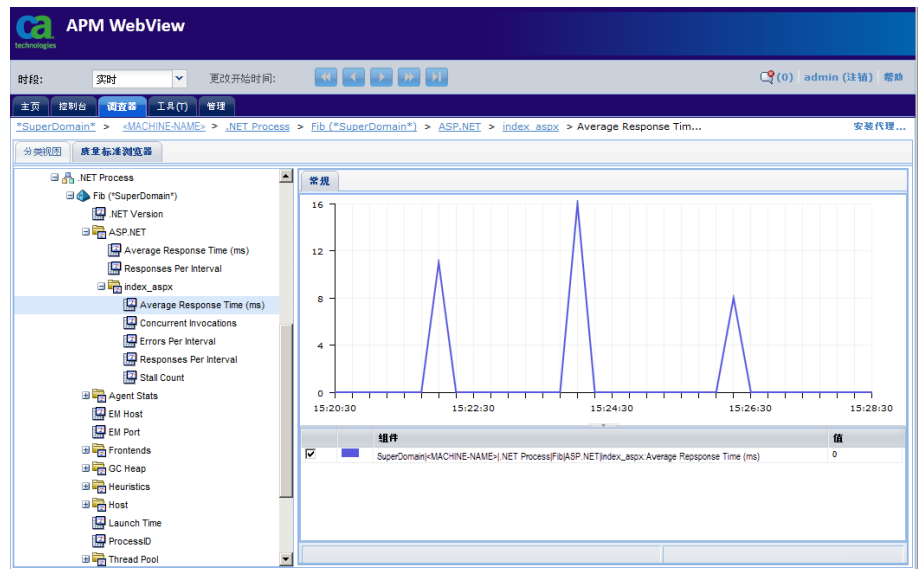 ca
technologies
APM WebView
时段: 实时 更改开始时间: (0) admin (注销) 帮助
主页 控制台 调查器 工具(T) 管理
*SuperDomain* > <MACHINE-NAME> > .NET Process > Fib (*SuperDomain*) > ASP.NET > index_aspx > Average Response Tim... 安装代理...
分类视图 质量标准浏览器
.NET Process
Fib (*SuperDomain*)
.NET Version
ASP.NET
Average Response Time (ms)
Responses Per Interval
index_aspx
Average Response Time (ms)
Concurrent Invocations
Errors Per Interval
Responses Per Interval
Stall Count
Agent Stats
EM Host
EM Port
Frontends
GC Heap
Heuristics
Host
Launch Time
ProcessID
Thread Pool
常规
16
12
8
4
0
15:20:30 15:22:30 15:24:30 15:26:30 15:28:30
组件 值
SuperDomain|<MACHINE-NAME>|.NET Process|Fib|ASP.NET|index_aspx:Average Repsponse Time (ms) 0